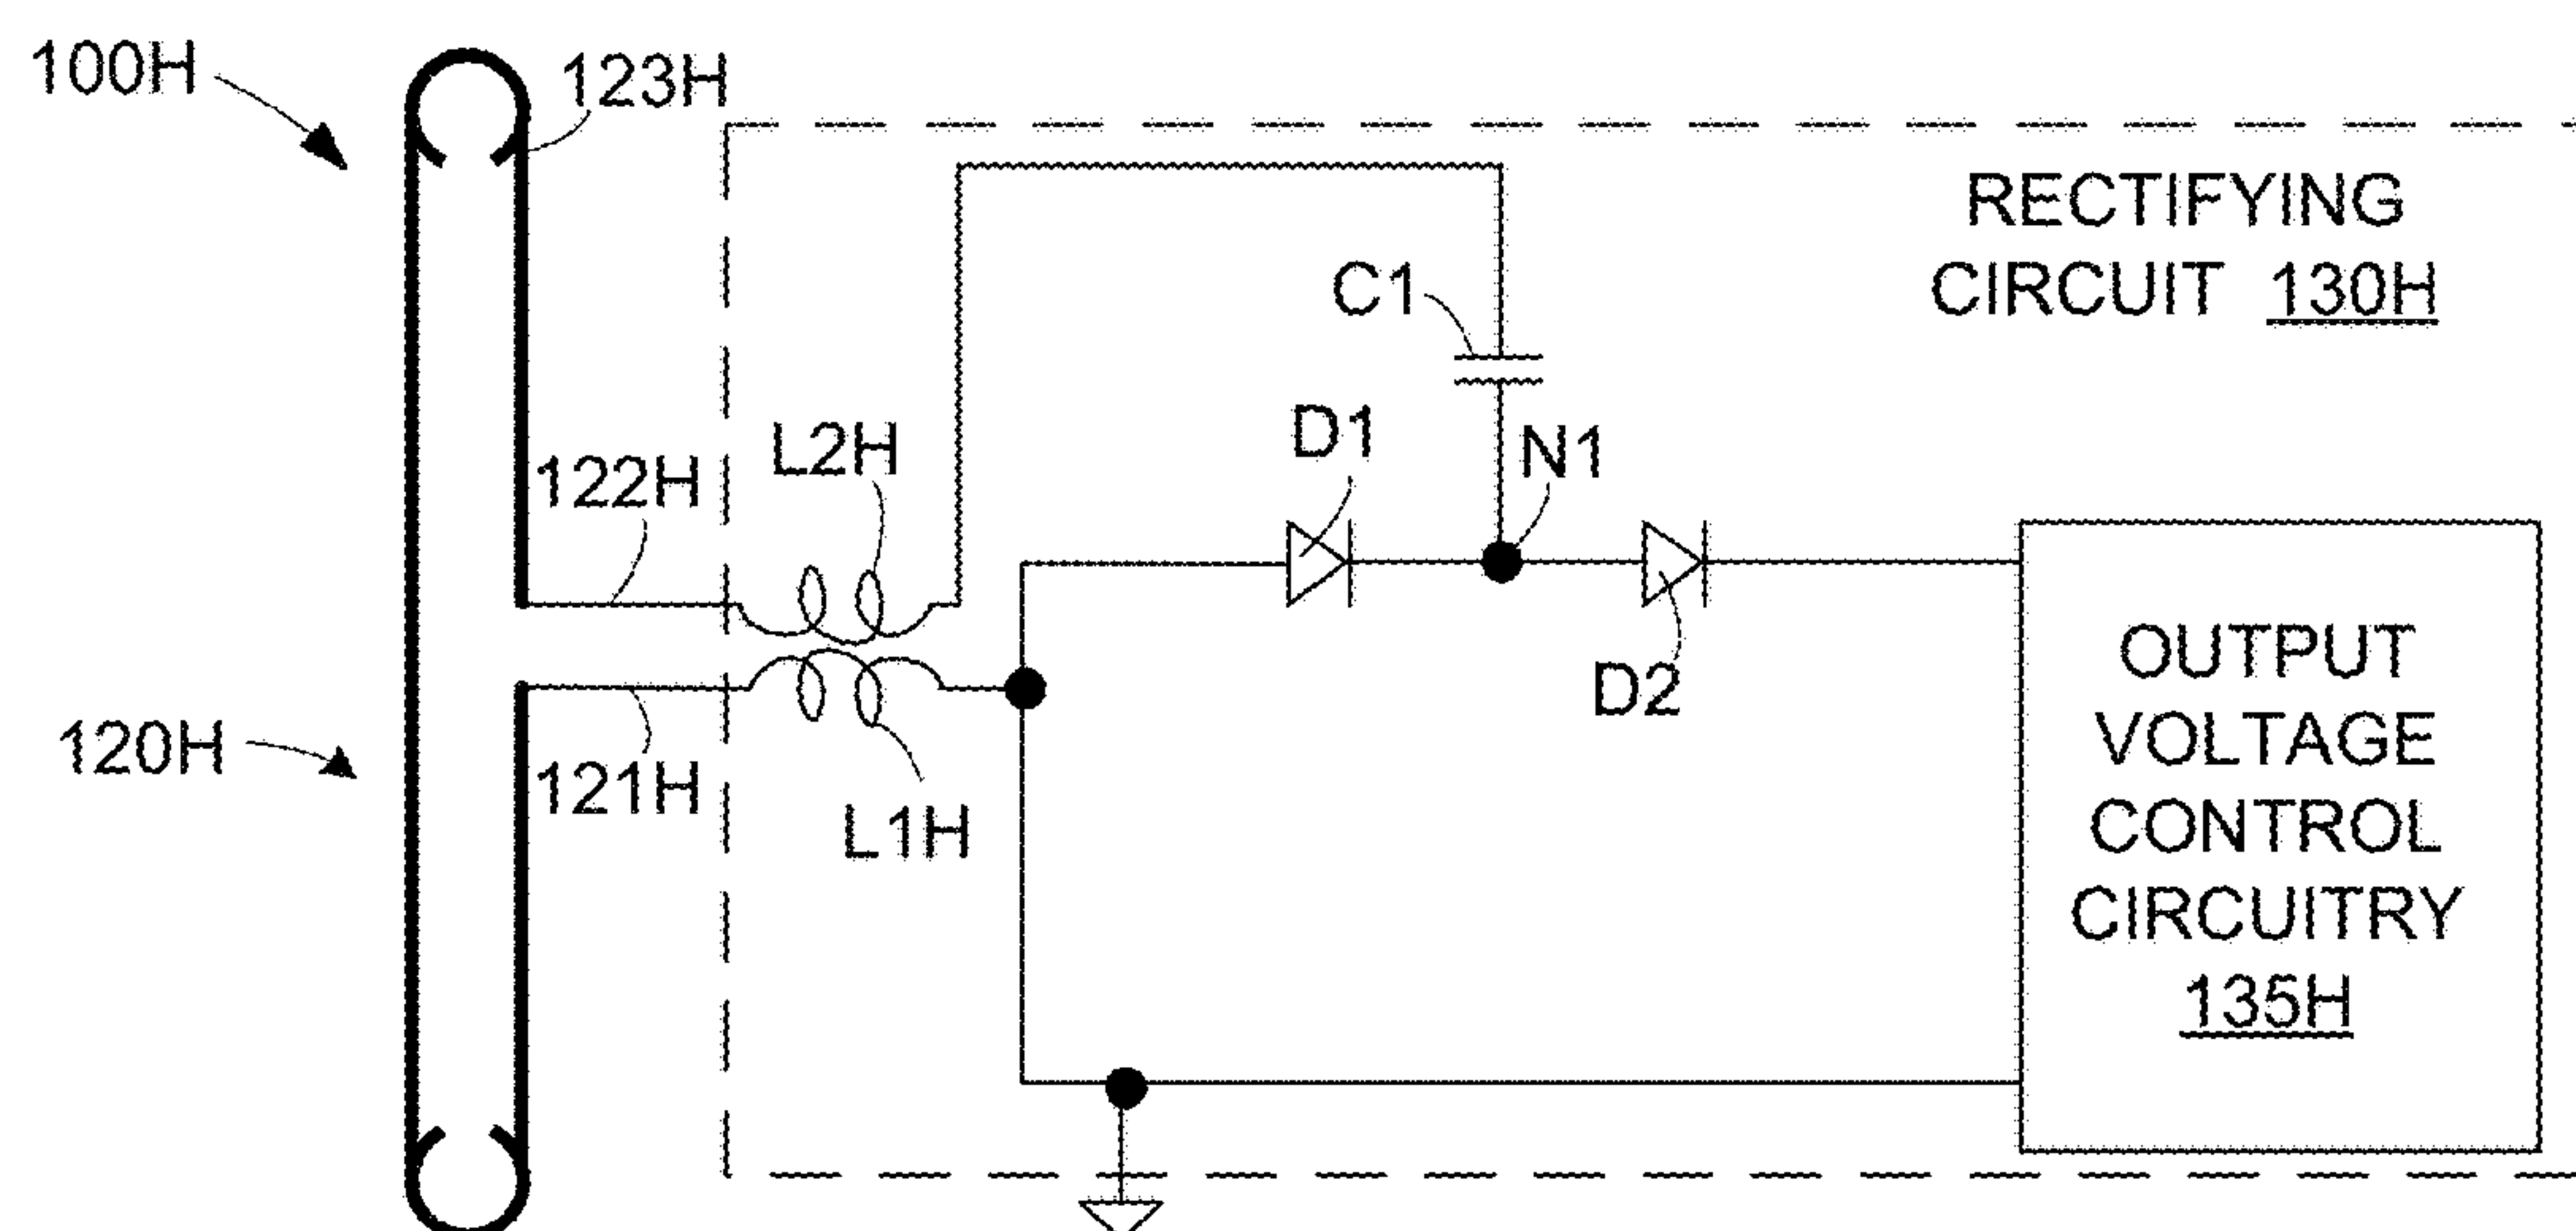 100H
123H
RECTIFYING
CIRCUIT 130H
C1
D1
N1
L2H
122H
D2
OUTPUT
VOLTAGE
CONTROL
CIRCUITRY
135H
120H
121H
L1H